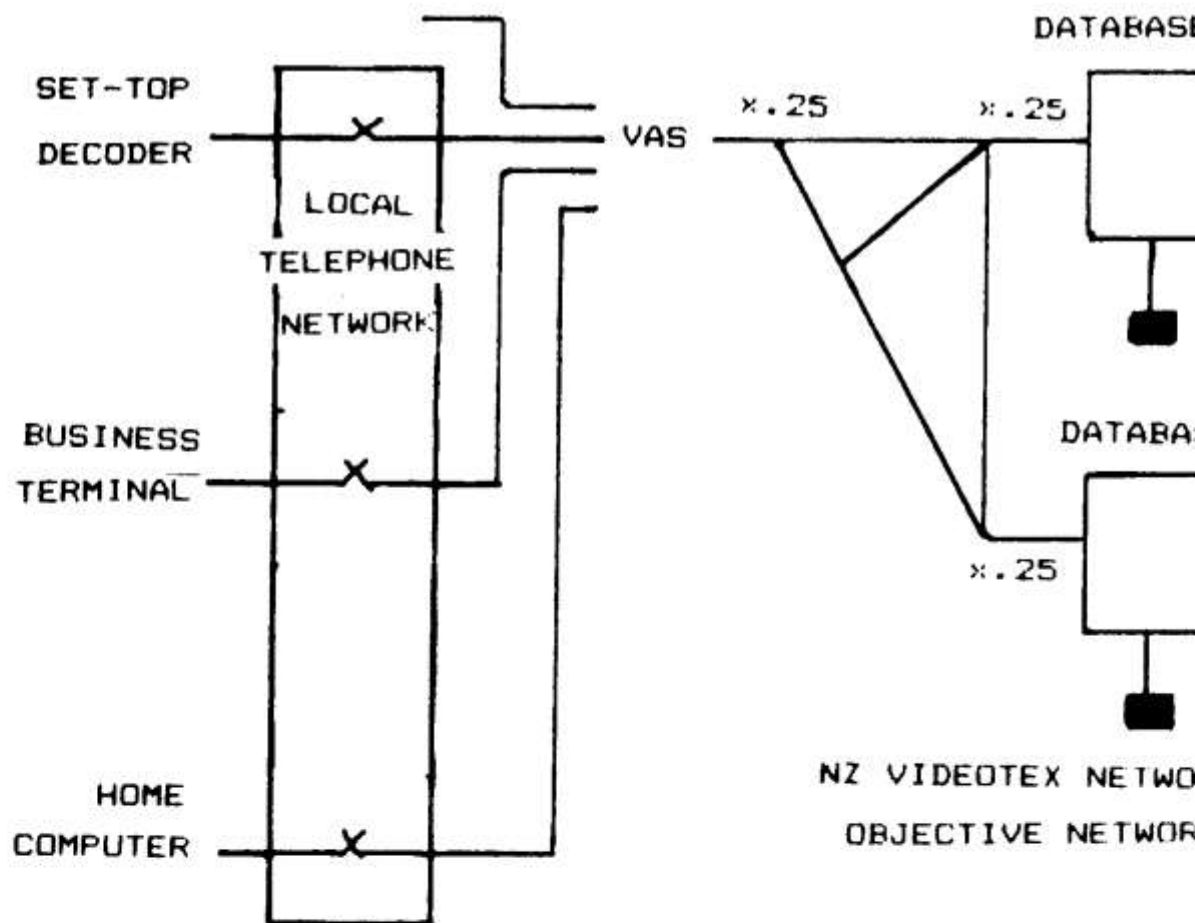 DATABASE
SET-TOP
DECODER
LOCAL
TELEPHONE
NETWORK
VAS
x.25
x.25
BUSINESS
TERMINAL
DATABAS
x.25
HOME
COMPUTER
NZ VIDEOTEX NETWO
OBJECTIVE NETWOR